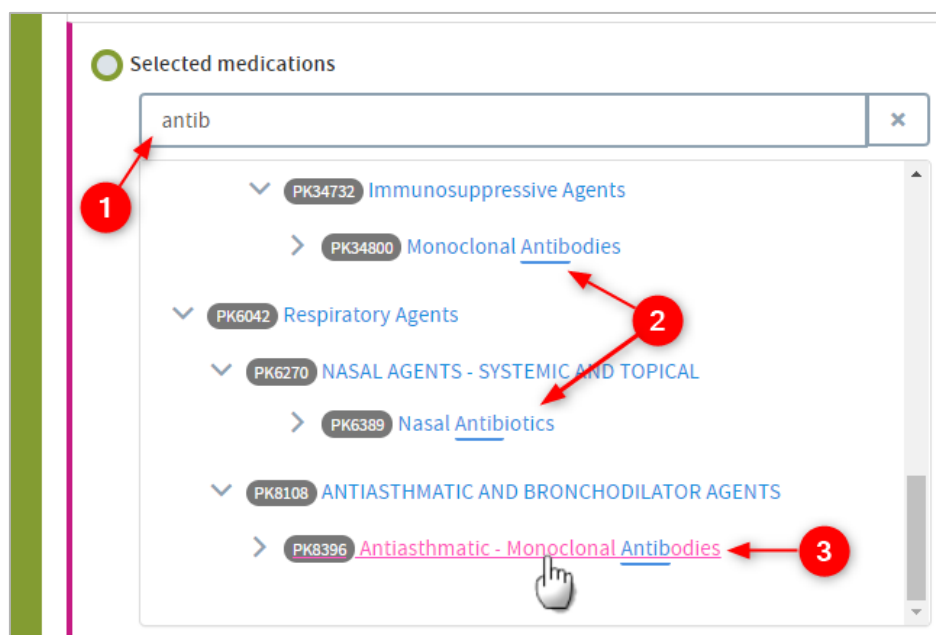 Selected medications
antib
1
PK34732 Immunosuppressive Agents
PK34800 Monoclonal Antibodies
2
PK6042 Respiratory Agents
PK6270 NASAL AGENTS - SYSTEMIC AND TOPICAL
PK6389 Nasal Antibiotics
PK8108 ANTIASTHMATIC AND BRONCHODILATOR AGENTS
PK8396 Antiasthmatic - Monoclonal Antibodies 3